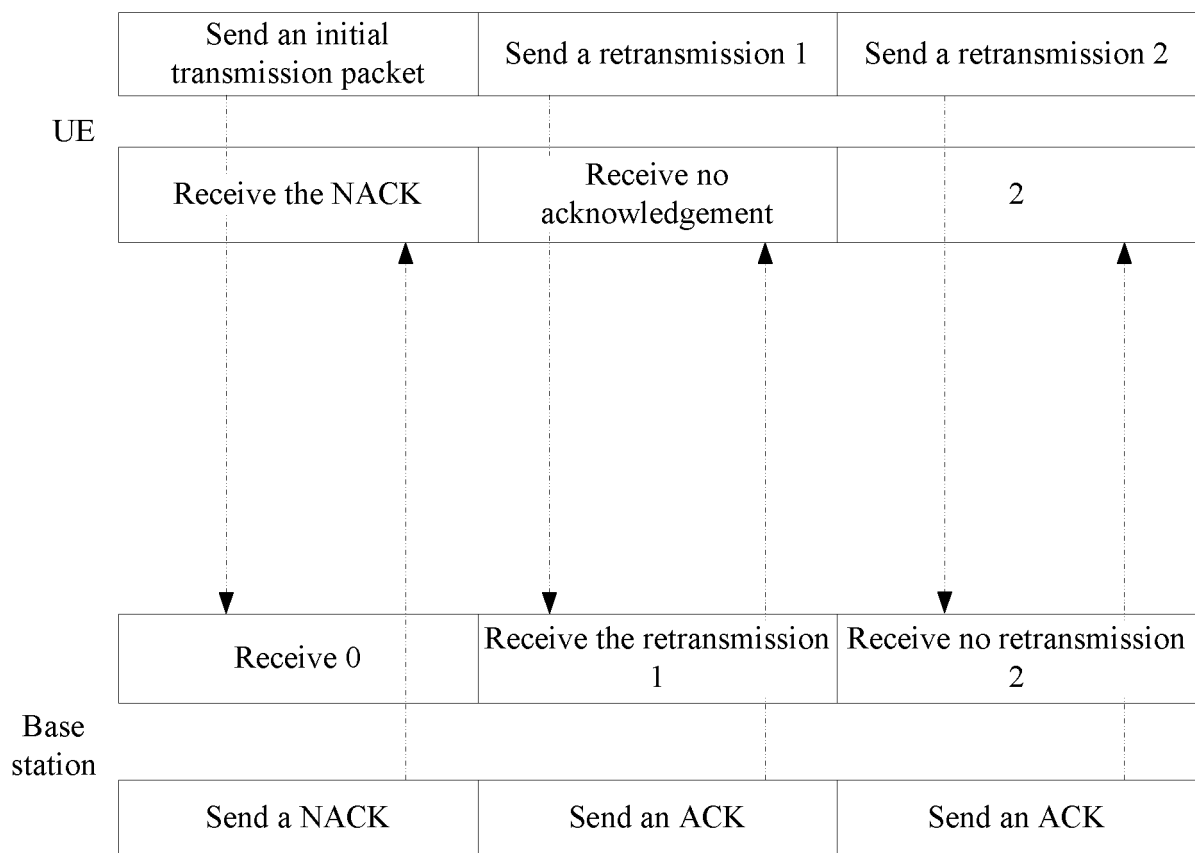 Send an initial
transmission packet
Send a retransmission 1
Send a retransmission 2
UE
Receive the NACK
Receive no
acknowledgement
2
Receive 0
Receive the retransmission
1
Receive no retransmission
2
Base
station
Send a NACK
Send an ACK
Send an ACK